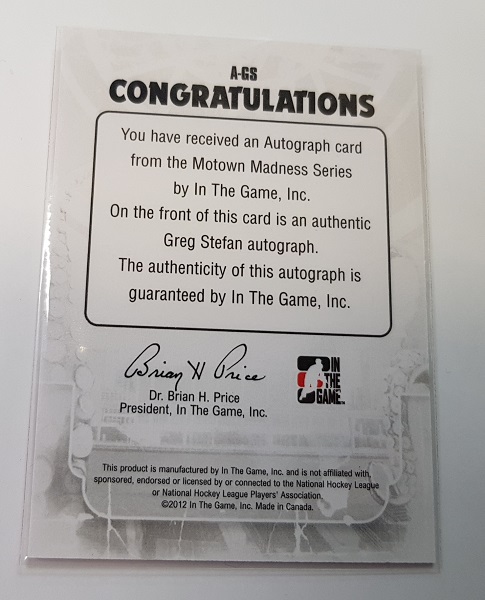 A-GS
CONGRATULATIONS
You have received an Autograph card
from the Motown Madness Series
by In The Game, Inc.
On the front of this card is an authentic
Greg Stefan autograph.
The authenticity of this autograph is
guaranteed by In The Game, Inc.
Brian H Price
Dr. Brian H. Price
President, In The Game, Inc.
IN
THE
GAME
This product is manufactured by In The Game, Inc. and is not affiliated with,
sponsored, endorsed or licensed by or connected to the National Hockey League
or National Hockey League Players' Association.
©2012 In The Game, Inc. Made in Canada.